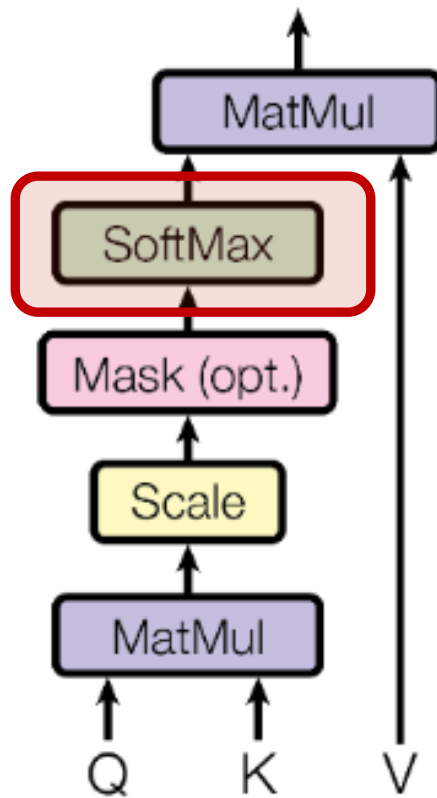 MatMul
SoftMax
Mask (opt.)
Scale
MatMul
Q K V